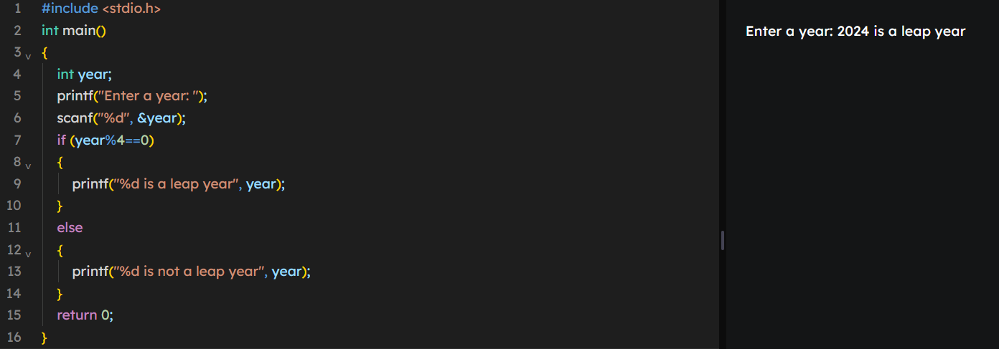 1 #include <stdio.h>
2 int main()
3 {
4 int year;
5 printf("Enter a year: ");
6 scanf("%d", &year);
7 if (year%4==0)
8 {
9 printf("%d is a leap year", year);
10 }
11 else
12 {
13 printf("%d is not a leap year", year);
14 }
15 return 0;
16 }
Enter a year: 2024 is a leap year